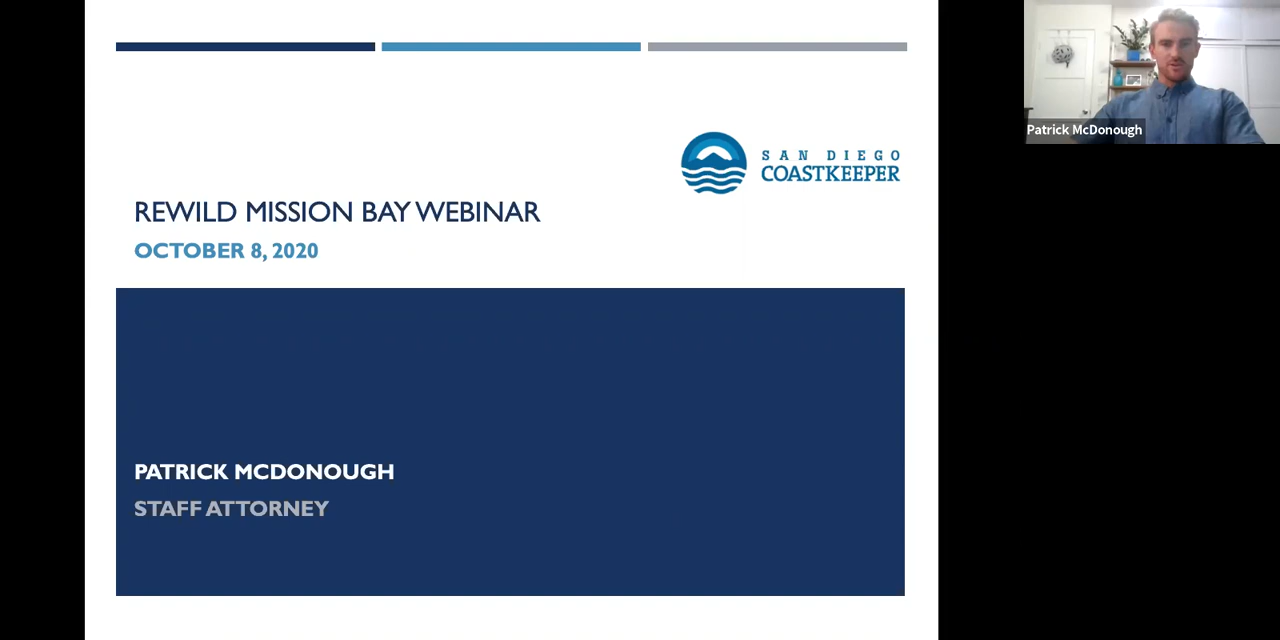 SAN DIEGO
COASTKEEPER
REWILD MISSION BAY WEBINAR
OCTOBER 8, 2020
PATRICK MCDONOUGH
STAFF ATTORNEY
Patrick McDonough